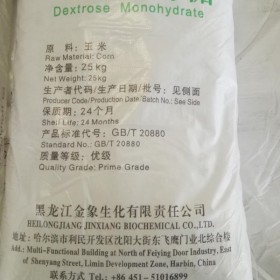 Dextrose Monohydrate
原 料：玉 米
Raw Material: Corn
净 重：25 kg
Net Weight: 25kg
生产者代码/生产日期/批号：见侧面
Producer Code/Production Date/Batch No.: See Side
保质期：24个月
Shelf Life: 24 Months
产品标准代号：GB/T 20880
Standard No.: GB/T 20880
质量等级：优级
Quality Grade: Prime Grade
黑龙江金象生化有限责任公司
HEILONGJIANG JINXIANG BIOCHEMICAL CO., LTD.
地址：哈尔滨市利民开发区沈阳大街东飞鹰门业北综合楼
Add.: Multi-Functional Building at North of Feiying Door Industry, East
of Shenyang Street, Limin Development Zone, Harbin, China
联系方式 Tel.: +86 451 – 51016899